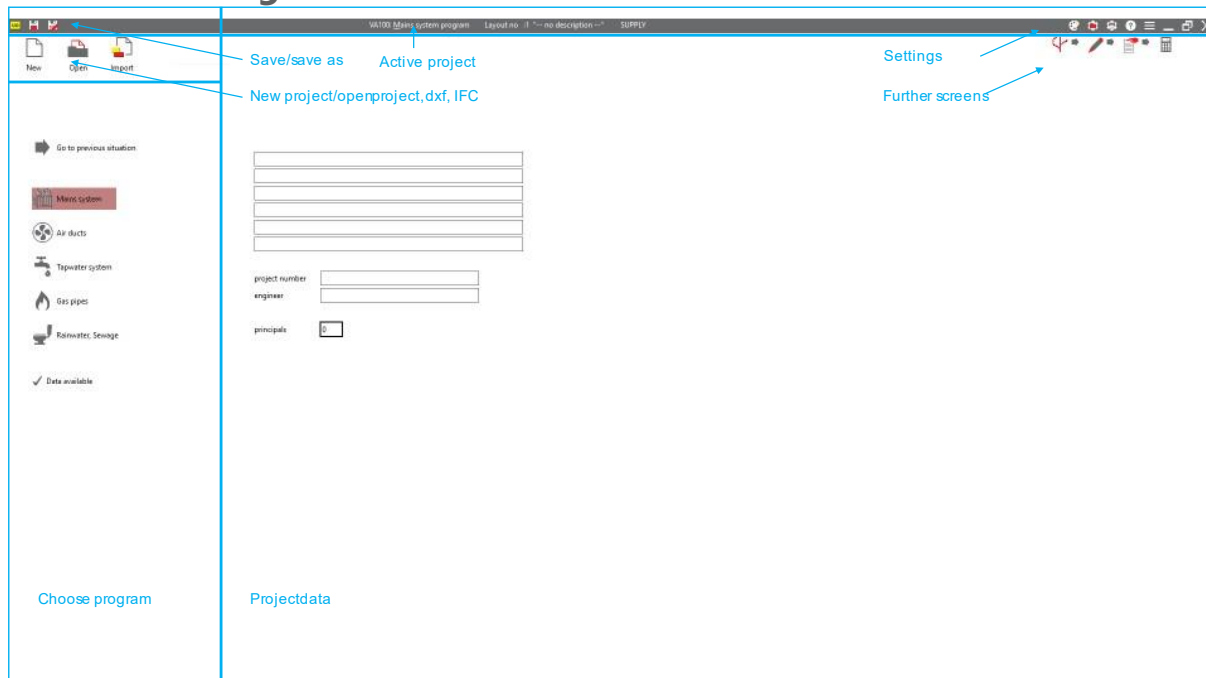 VA100: Mains system program Layout no :1 "-- no description --" SUPPLY
New Open Import
Save/save as
Active project
Settings
New project/openproject, dxf, IFC
Further screens
Go to previous situation
Mains system
Air ducts
Tapwater system
Gas pipes
Rainwater, Sewage
Data available
project number
engineer
principals 0
Choose program
Projectdata